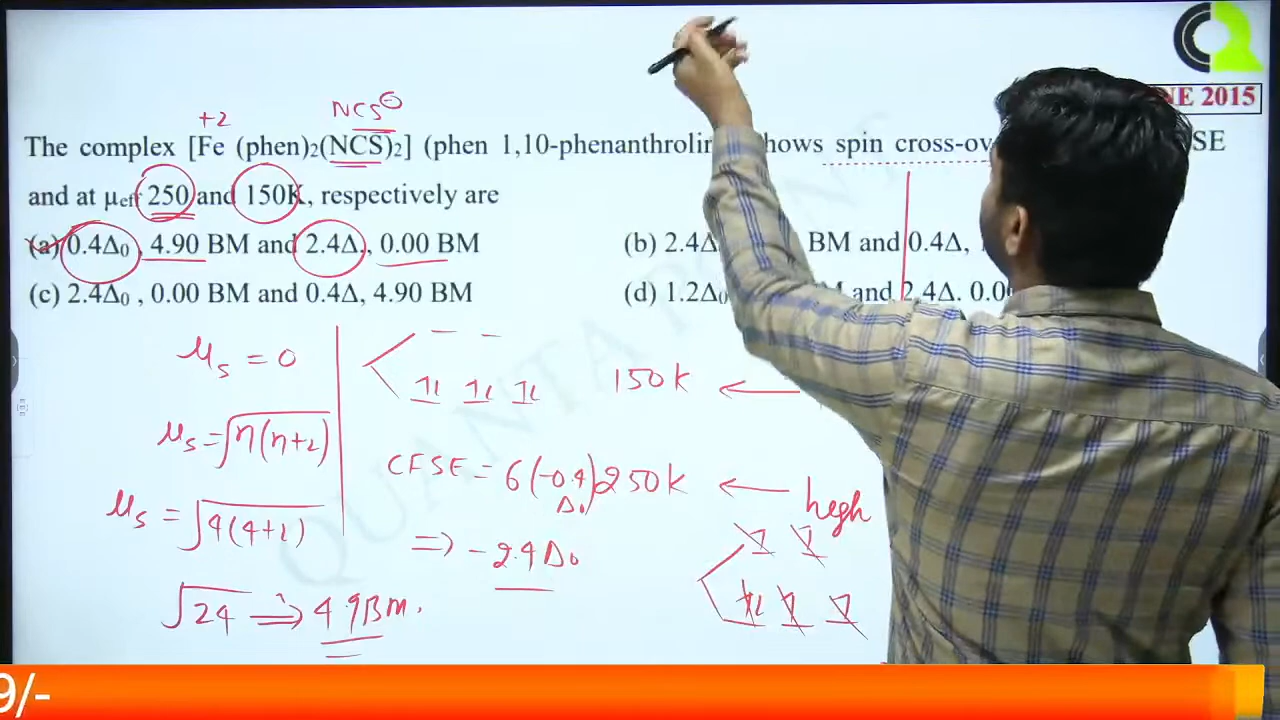 NE 2015
+2
NCS⊖
The complex [Fe (phen)₂(NCS)₂] (phen 1,10-phenanthrolin hows spin cross-ov SE
and at μeff 250 and 150K, respectively are
(a) 0.4Δ₀, 4.90 BM and 2.4Δ, 0.00 BM
(b) 2.4Δ BM and 0.4Δ,
(c) 2.4Δ₀ , 0.00 BM and 0.4Δ, 4.90 BM
(d) 1.2Δ₀ and 2.4Δ. 0.0
μs = 0
150K ←
μs = √n(n+2)
CFSE = 6(-0.4Δ₀)
250K ← high
μs = √4(4+2)
⇒ -2.4Δ₀
√24 ⇒ 4.9BM.
QUANTA POINT
9/-